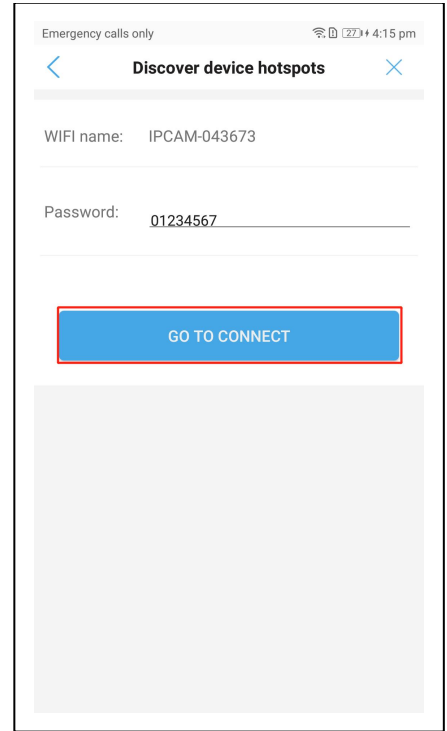 Emergency calls only 27 4:15 pm
Discover device hotspots
WIFI name: IPCAM-043673
Password: 01234567
GO TO CONNECT